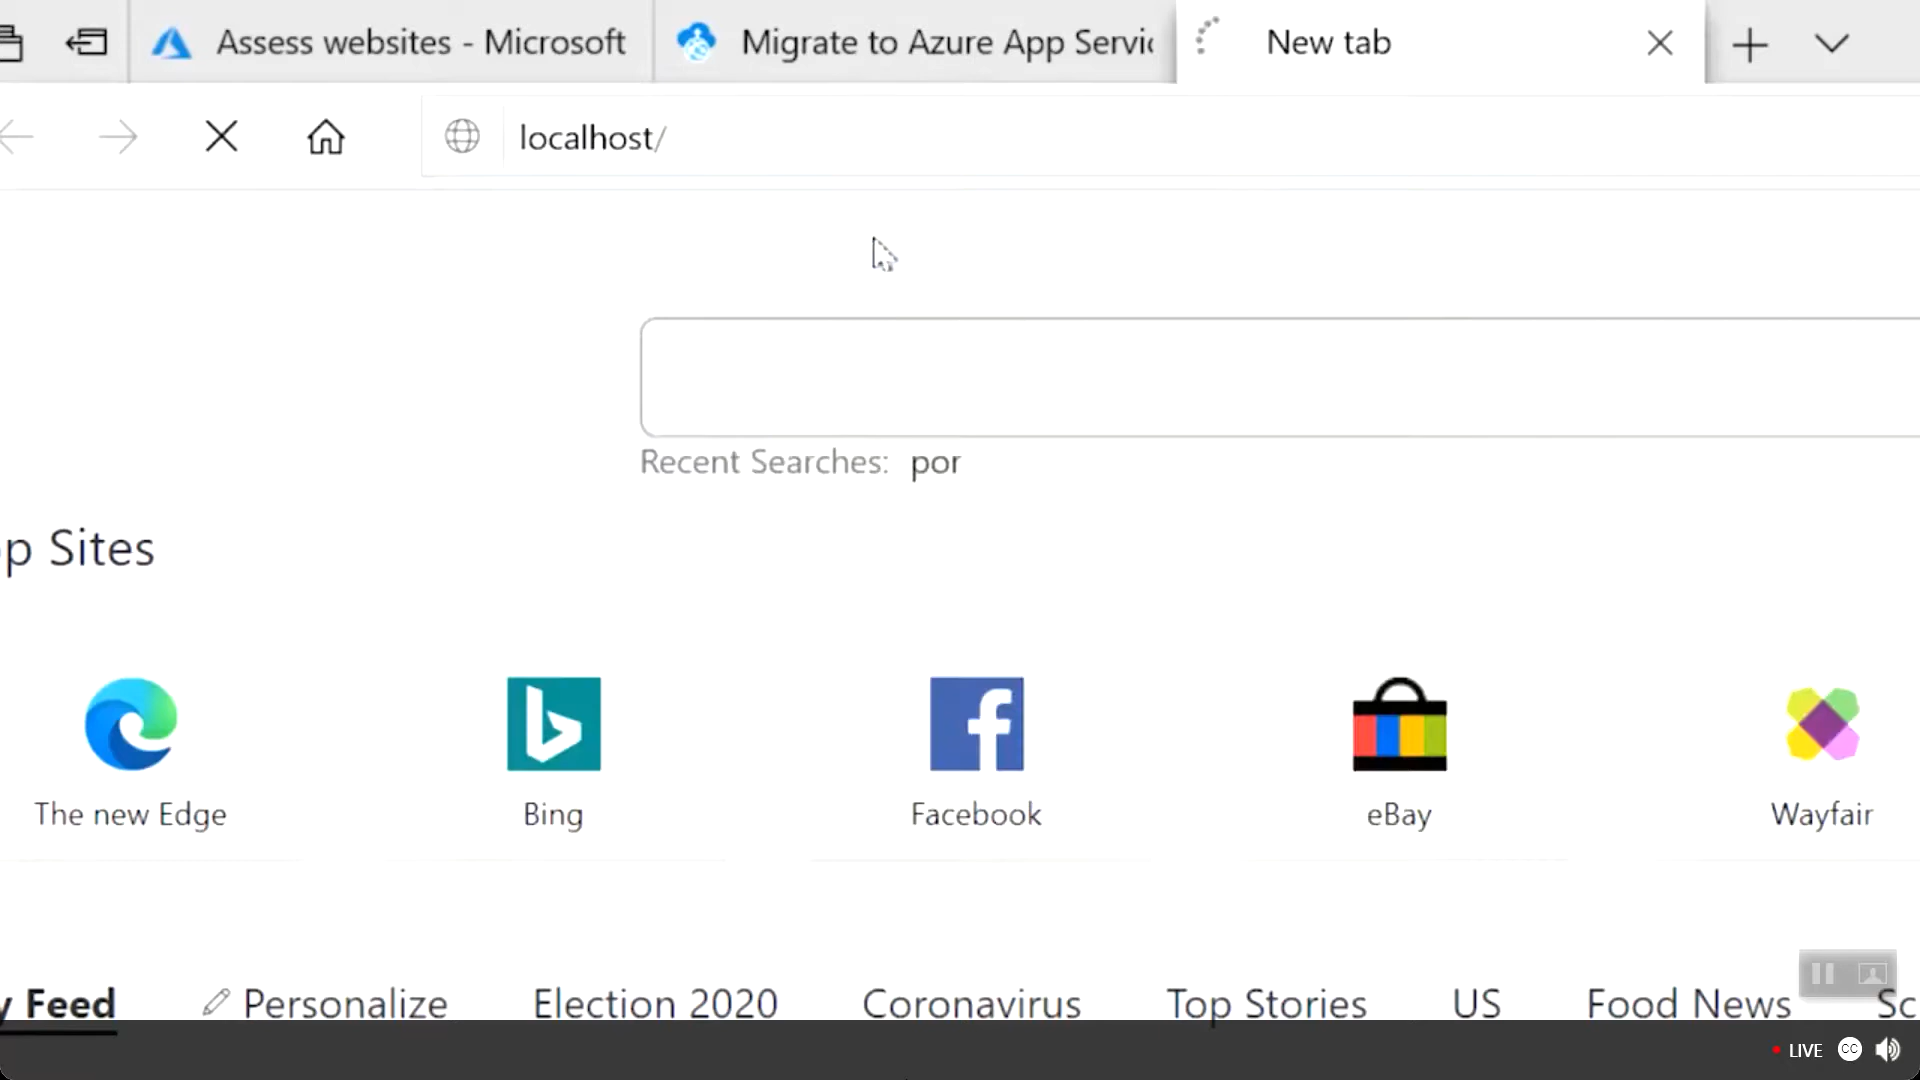 Assess websites - Microsoft
Migrate to Azure App Servic
New tab
localhost/
Recent Searches: por
p Sites
The new Edge
Bing
Facebook
eBay
Wayfair
y Feed
Personalize
Election 2020
Coronavirus
Top Stories
US
Food News
Sc
LIVE
CC